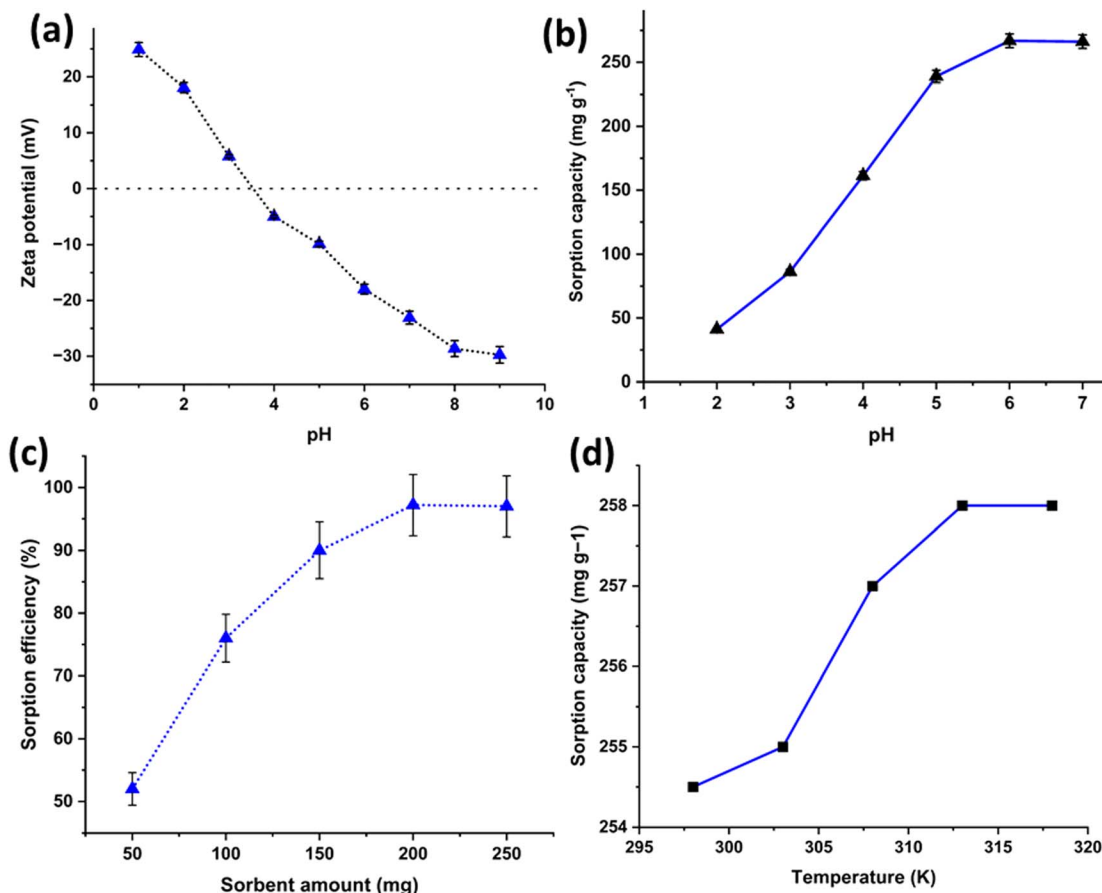 (a)
Zeta potential (mV)
20
10
0
−10
−20
−30
0 2 4 6 8 10
pH
(b)
Sorption capacity (mg g⁻¹)
250
200
150
100
50
0
1 2 3 4 5 6 7
pH
(c)
Sorption efficiency (%)
100
90
80
70
60
50
50 100 150 200 250
Sorbent amount (mg)
(d)
Sorption capacity (mg g−1)
258
257
256
255
254
295 300 305 310 315 320
Temperature (K)